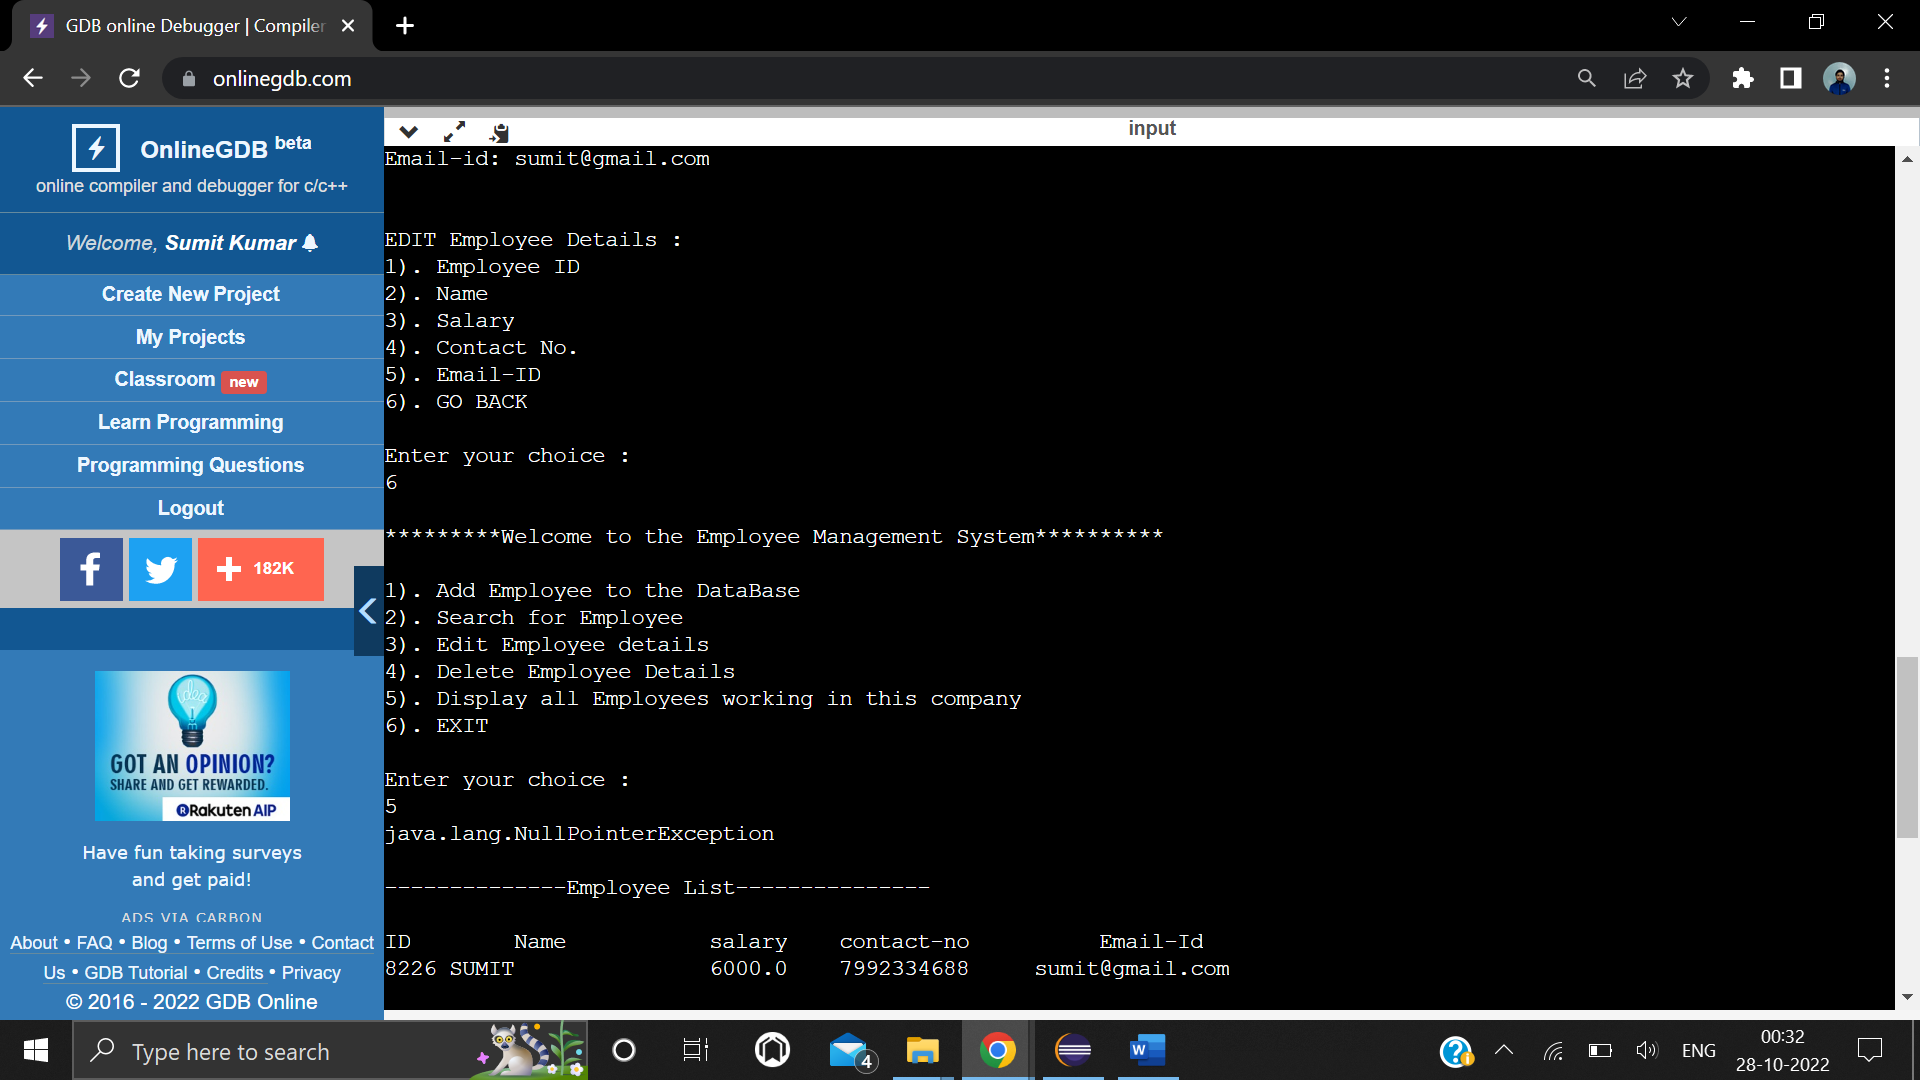 GDB online Debugger | Compiler
onlinegdb.com
OnlineGDB beta
online compiler and debugger for c/c++
Welcome, Sumit Kumar
Create New Project
My Projects
Classroom new
Learn Programming
Programming Questions
Logout
182K
idea
GOT AN OPINION?
SHARE AND GET REWARDED.
Rakuten AIP
Have fun taking surveys
and get paid!
ADS VIA CARBON
About • FAQ • Blog • Terms of Use • Contact
Us • GDB Tutorial • Credits • Privacy
© 2016 - 2022 GDB Online
input
Email-id: sumit@gmail.com
EDIT Employee Details :
1). Employee ID
2). Name
3). Salary
4). Contact No.
5). Email-ID
6). GO BACK
Enter your choice :
6
*********Welcome to the Employee Management System**********
1). Add Employee to the DataBase
2). Search for Employee
3). Edit Employee details
4). Delete Employee Details
5). Display all Employees working in this company
6). EXIT
Enter your choice :
5
java.lang.NullPointerException
--------------Employee List---------------
ID Name salary contact-no Email-Id
8226 SUMIT 6000.0 7992334688 sumit@gmail.com
Type here to search
4
W
ENG
00:32
28-10-2022